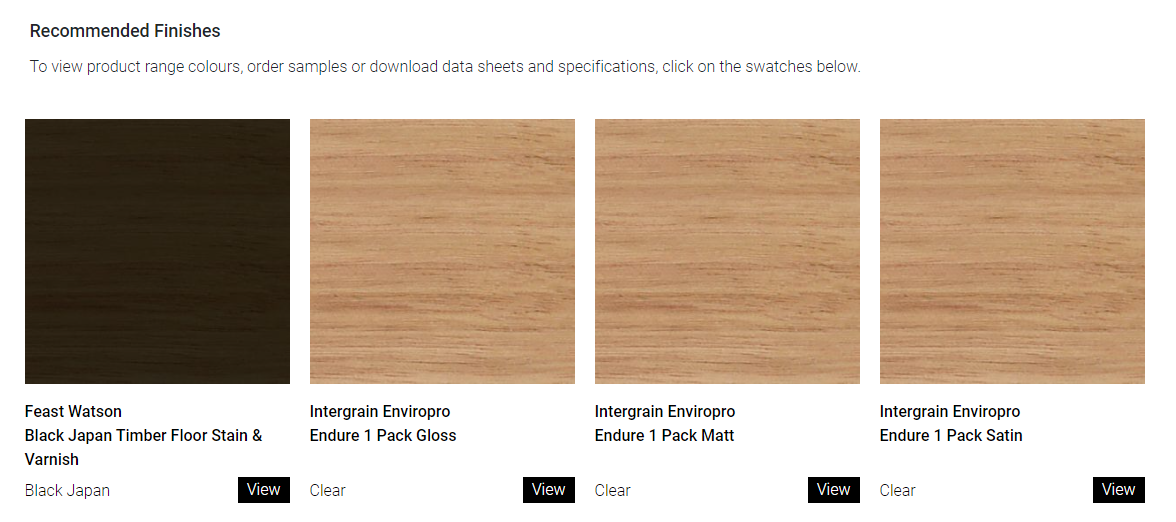 Recommended Finishes
To view product range colours, order samples or download data sheets and specifications, click on the swatches below.
Feast Watson
Black Japan Timber Floor Stain &
Varnish
Black Japan
View
Intergrain Enviropro
Endure 1 Pack Gloss
Clear
View
Intergrain Enviropro
Endure 1 Pack Matt
Clear
View
Intergrain Enviropro
Endure 1 Pack Satin
Clear
View